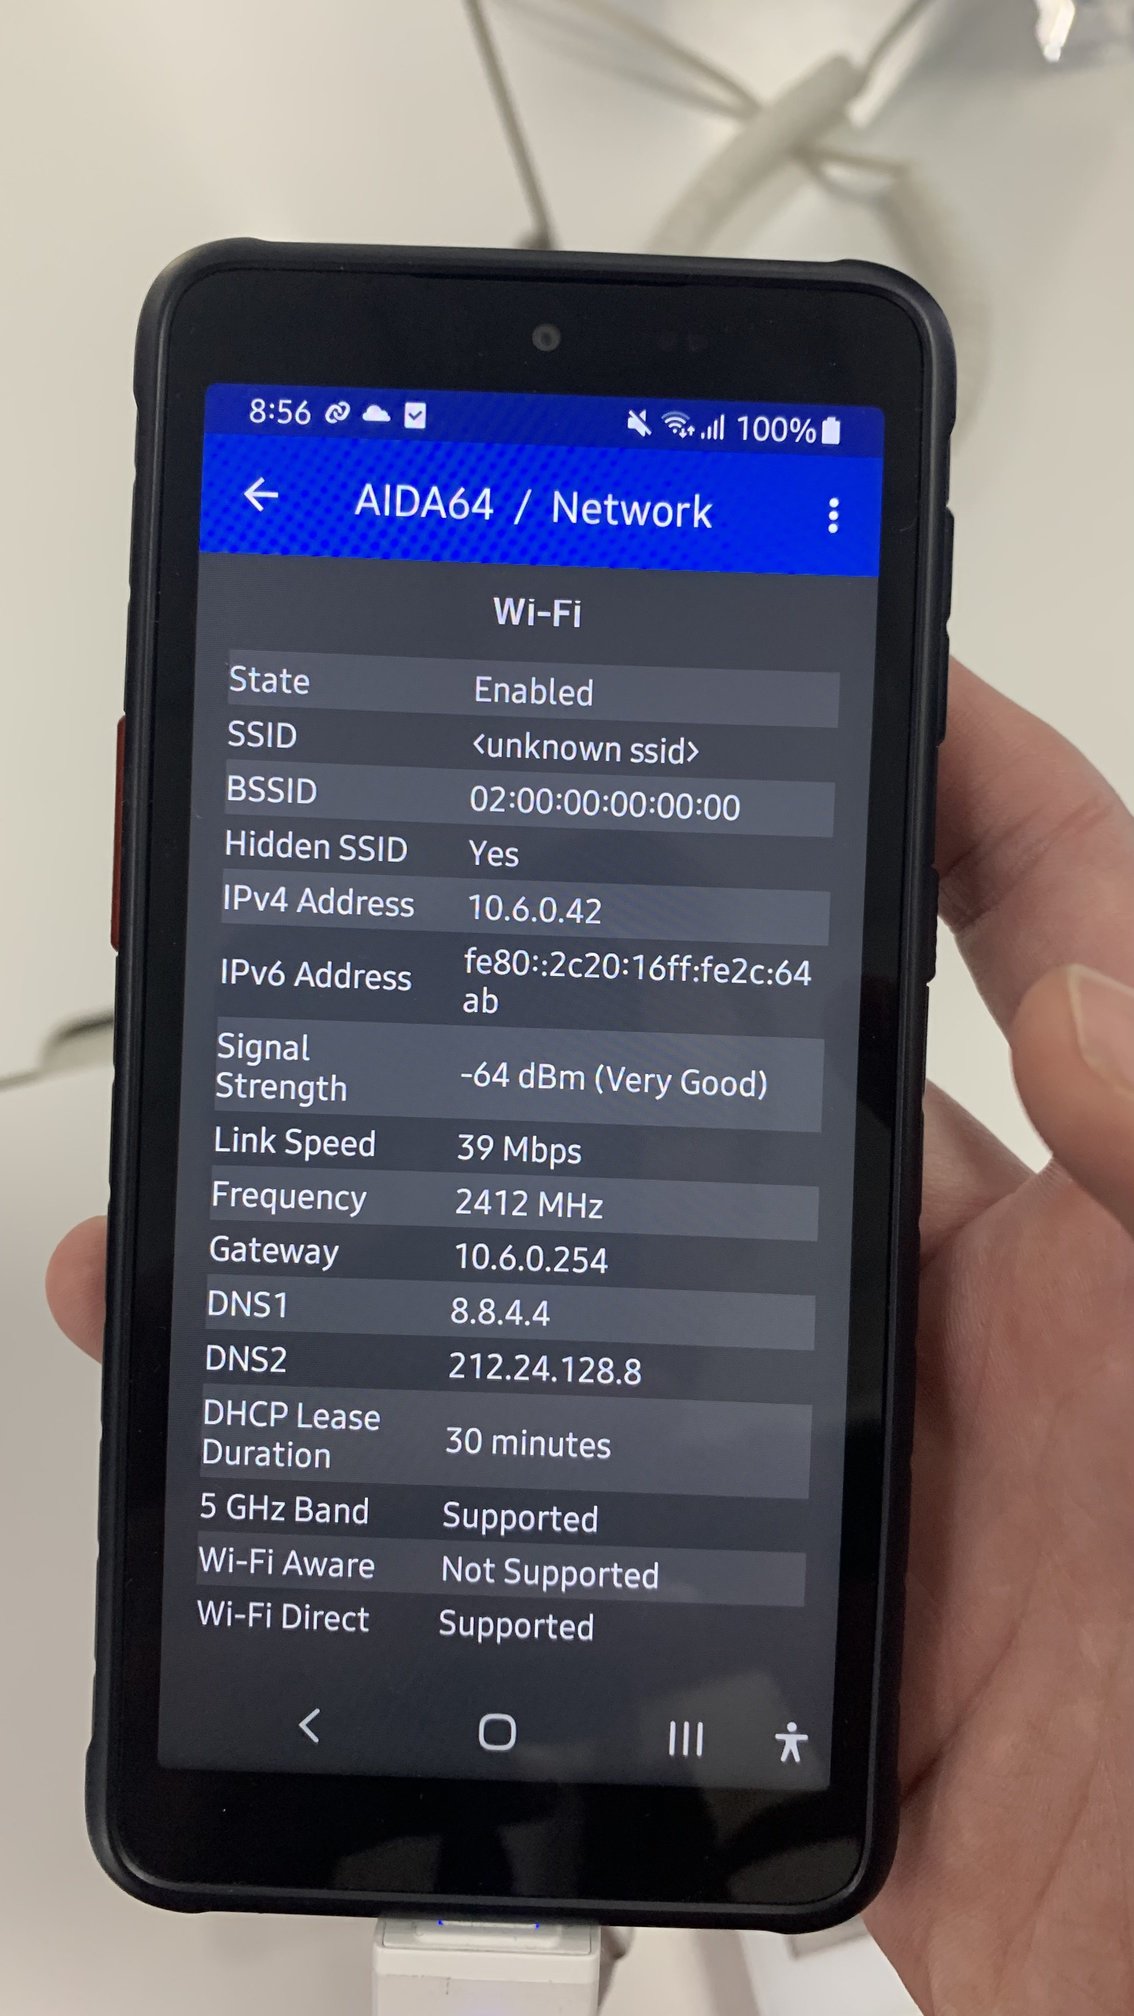 8:56 100%
AIDA64 / Network
Wi-Fi
State Enabled
SSID <unknown ssid>
BSSID 02:00:00:00:00:00
Hidden SSID Yes
IPv4 Address 10.6.0.42
IPv6 Address fe80::2c20:16ff:fe2c:64
ab
Signal
Strength -64 dBm (Very Good)
Link Speed 39 Mbps
Frequency 2412 MHz
Gateway 10.6.0.254
DNS1 8.8.4.4
DNS2 212.24.128.8
DHCP Lease
Duration 30 minutes
5 GHz Band Supported
Wi-Fi Aware Not Supported
Wi-Fi Direct Supported